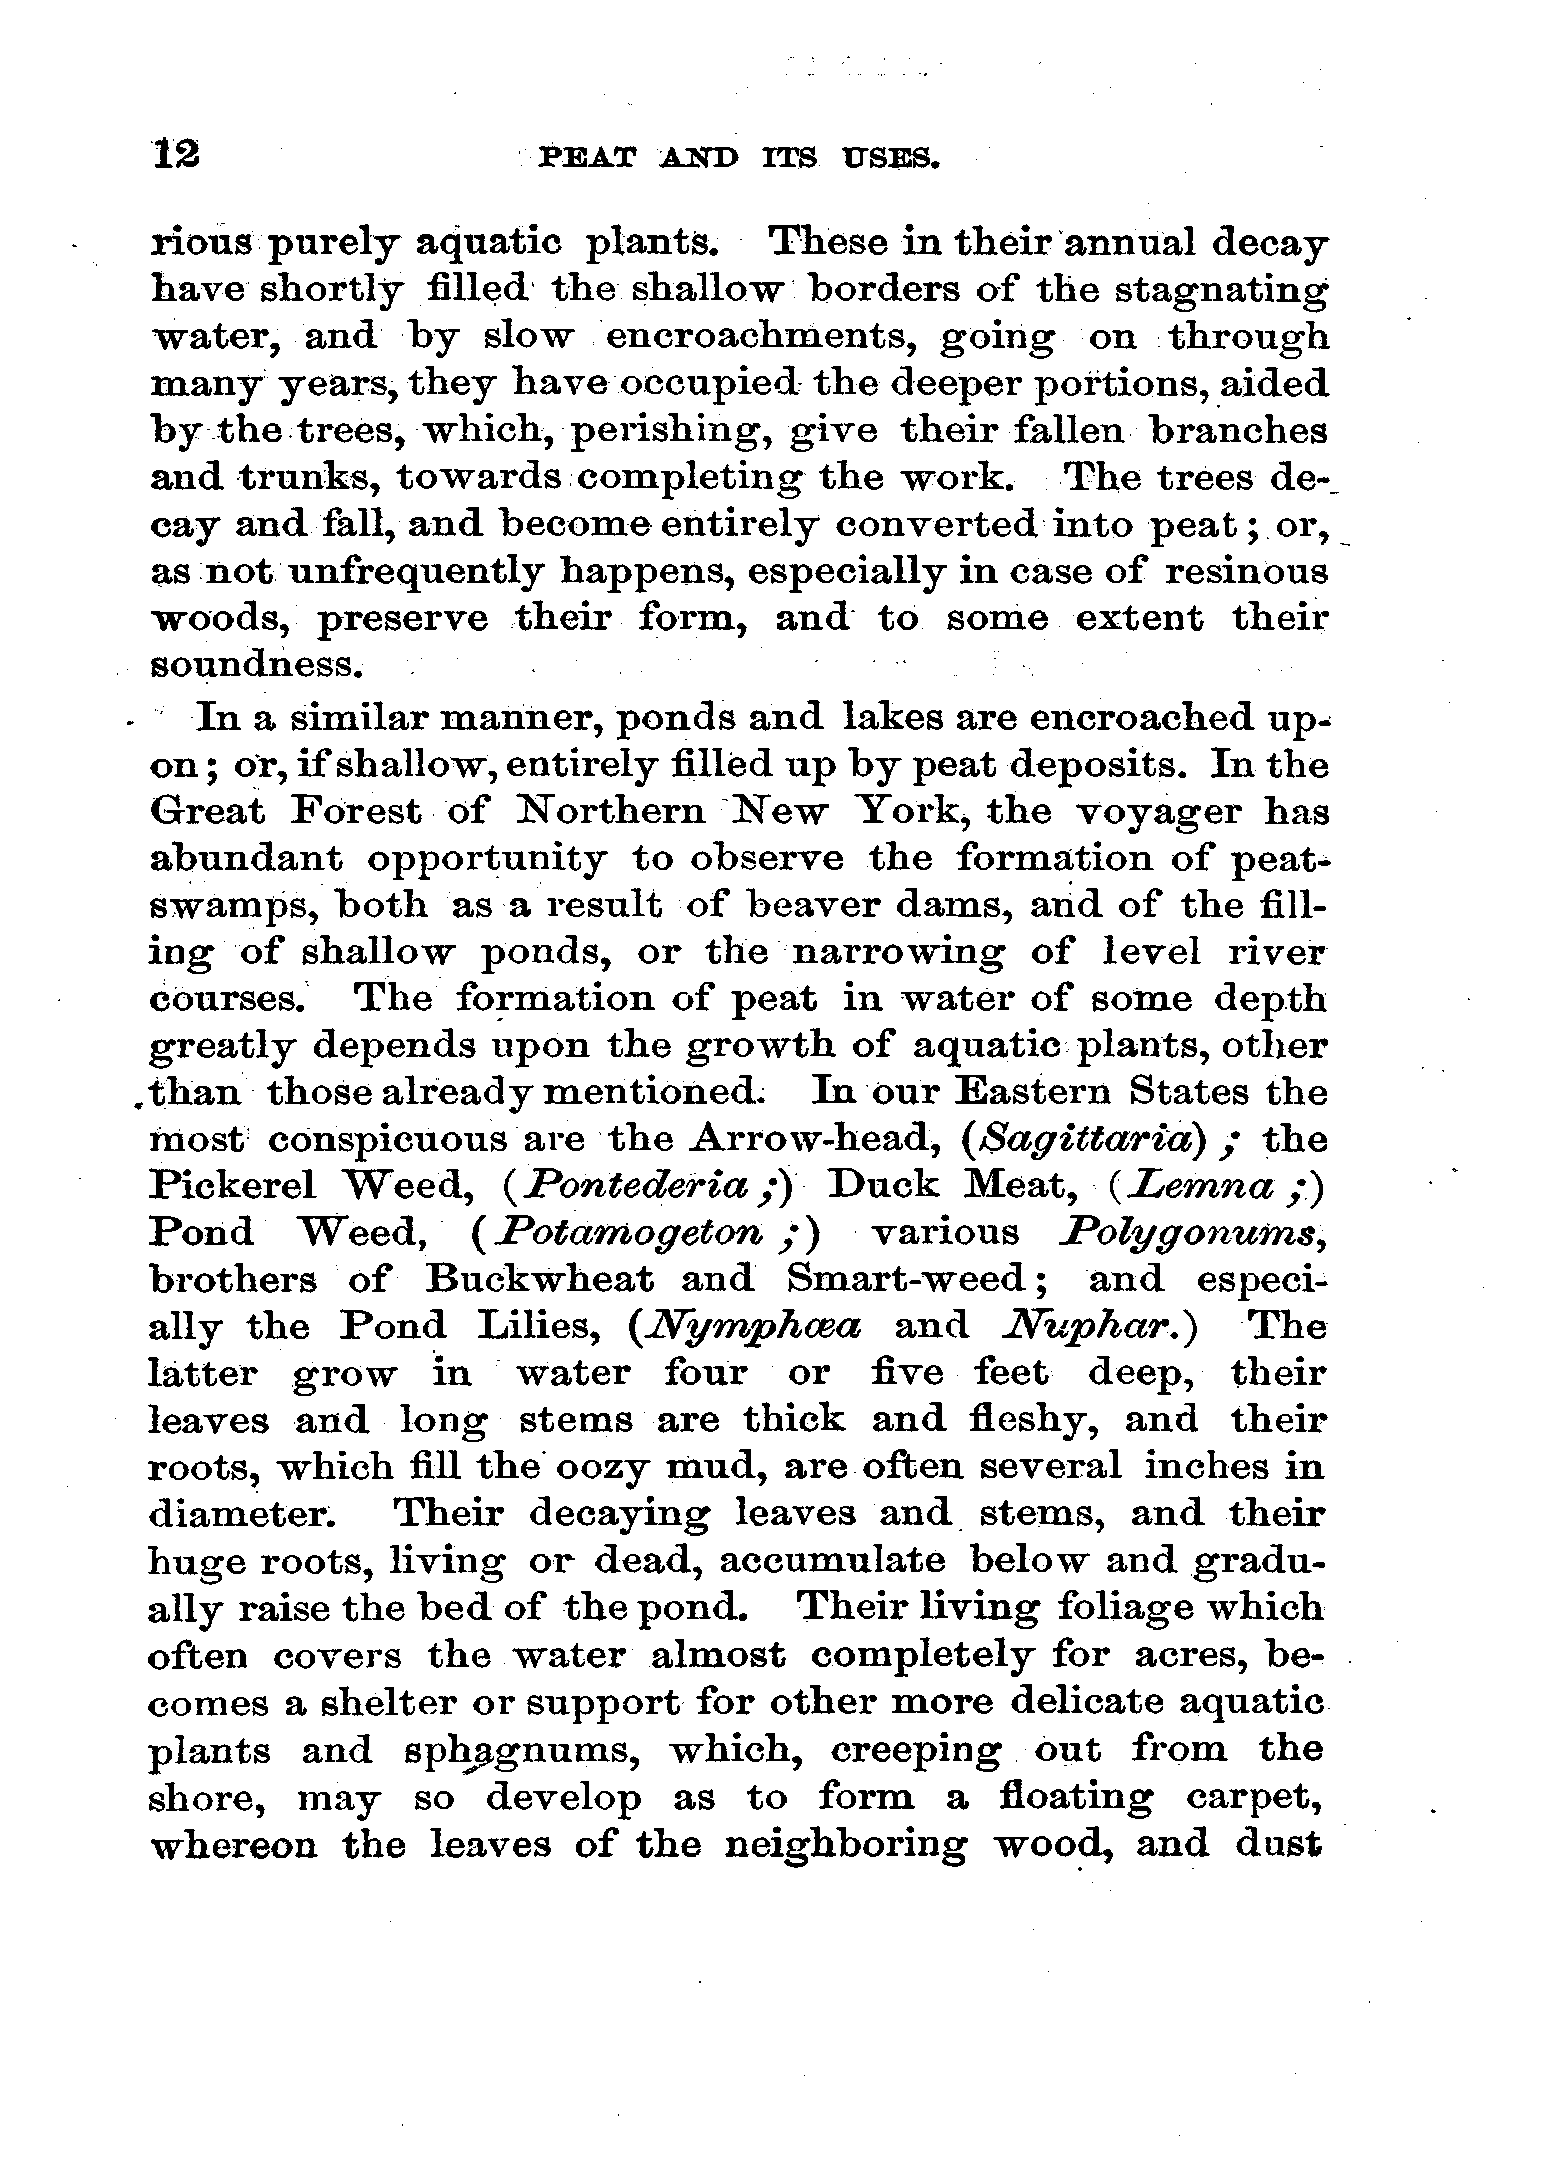 12 PEAT AND ITS USES.
rious purely aquatic plants. These in their annual decay
have shortly filled the shallow borders of the stagnating
water, and by slow encroachments, going on through
many years, they have occupied the deeper portions, aided
by the trees, which, perishing, give their fallen branches
and trunks, towards completing the work. The trees de-
cay and fall, and become entirely converted into peat; or,
as not unfrequently happens, especially in case of resinous
woods, preserve their form, and to some extent their
soundness.
In a similar manner, ponds and lakes are encroached up-
on; or, if shallow, entirely filled up by peat deposits. In the
Great Forest of Northern New York, the voyager has
abundant opportunity to observe the formation of peat-
swamps, both as a result of beaver dams, and of the fill-
ing of shallow ponds, or the narrowing of level river
courses. The formation of peat in water of some depth
greatly depends upon the growth of aquatic plants, other
than those already mentioned. In our Eastern States the
most conspicuous are the Arrow-head, (Sagittaria); the
Pickerel Weed, (Pontederia;) Duck Meat, (Lemna;)
Pond Weed, (Potamogeton;) various Polygonums,
brothers of Buckwheat and Smart-weed; and especi-
ally the Pond Lilies, (Nymphœa and Nuphar.) The
latter grow in water four or five feet deep, their
leaves and long stems are thick and fleshy, and their
roots, which fill the oozy mud, are often several inches in
diameter. Their decaying leaves and stems, and their
huge roots, living or dead, accumulate below and gradu-
ally raise the bed of the pond. Their living foliage which
often covers the water almost completely for acres, be-
comes a shelter or support for other more delicate aquatic
plants and sphagnums, which, creeping out from the
shore, may so develop as to form a floating carpet,
whereon the leaves of the neighboring wood, and dust